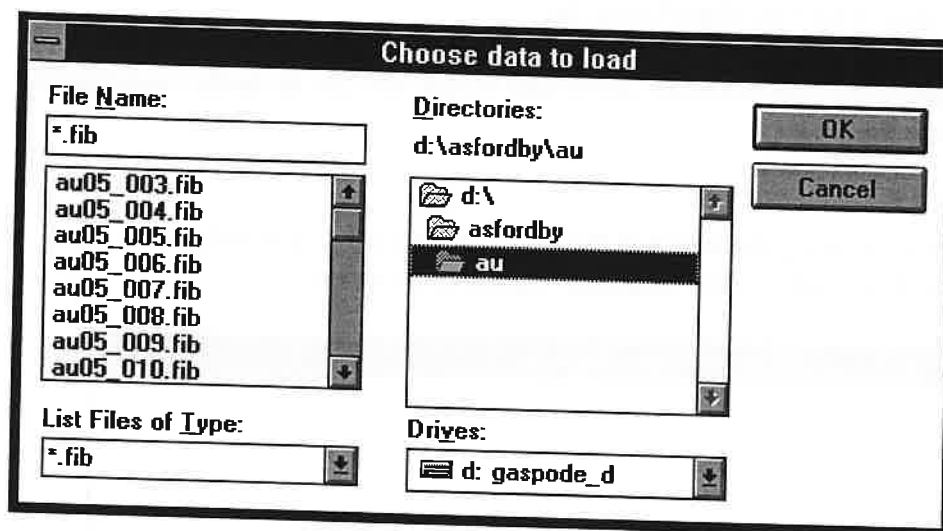 Choose data to load
File Name:
*.fib
au05_003.fib
au05_004.fib
au05_005.fib
au05_006.fib
au05_007.fib
au05_008.fib
au05_009.fib
au05_010.fib
List Files of Type:
*.fib
Directories:
d:\asfordby\au
d:\
asfordby
au
Drives:
d: gaspode_d
OK
Cancel